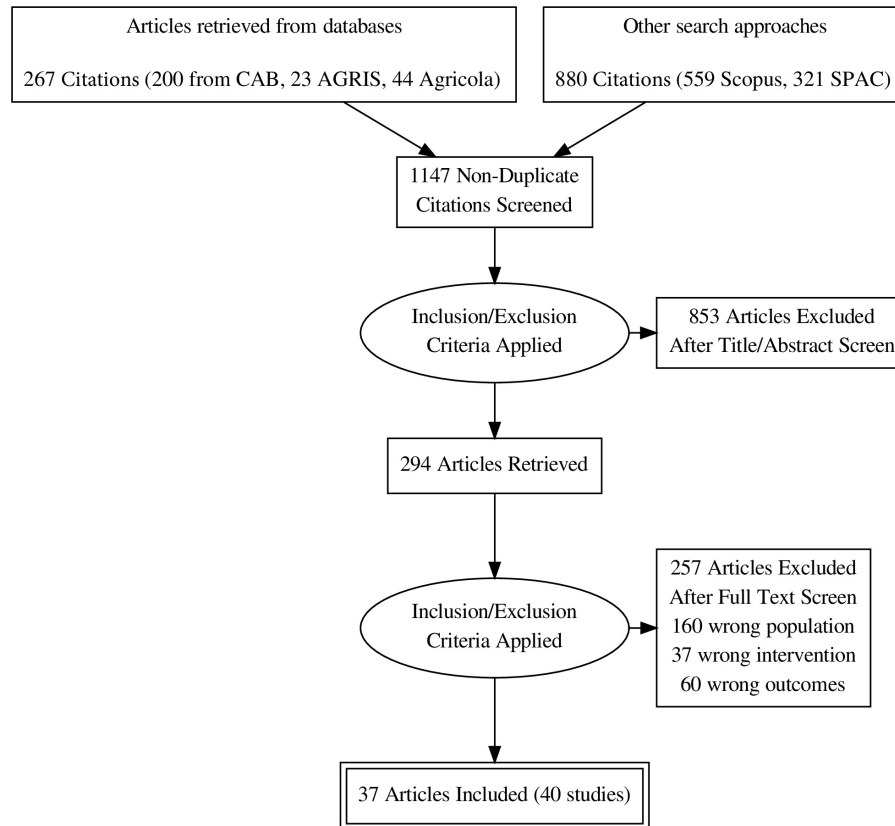 Articles retrieved from databases
267 Citations (200 from CAB, 23 AGRIS, 44 Agricola)
Other search approaches
880 Citations (559 Scopus, 321 SPAC)
1147 Non-Duplicate
Citations Screened
Inclusion/Exclusion
Criteria Applied
853 Articles Excluded
After Title/Abstract Screen
294 Articles Retrieved
Inclusion/Exclusion
Criteria Applied
257 Articles Excluded
After Full Text Screen
160 wrong population
37 wrong intervention
60 wrong outcomes
37 Articles Included (40 studies)